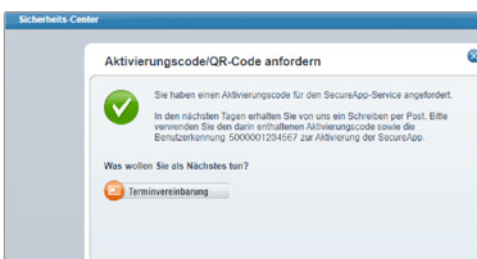 Sicherheits-Center
Aktivierungscode/QR-Code anfordern
Sie haben einen Aktivierungscode für den SecureApp-Service angefordert.
In den nächsten Tagen erhalten Sie von uns ein Schreiben per Post. Bitte
verwenden Sie den darin enthaltenen Aktivierungscode sowie die
Benutzerkennung 5000001234567 zur Aktivierung der SecureApp.
Was wollen Sie als Nächstes tun?
Terminvereinbarung